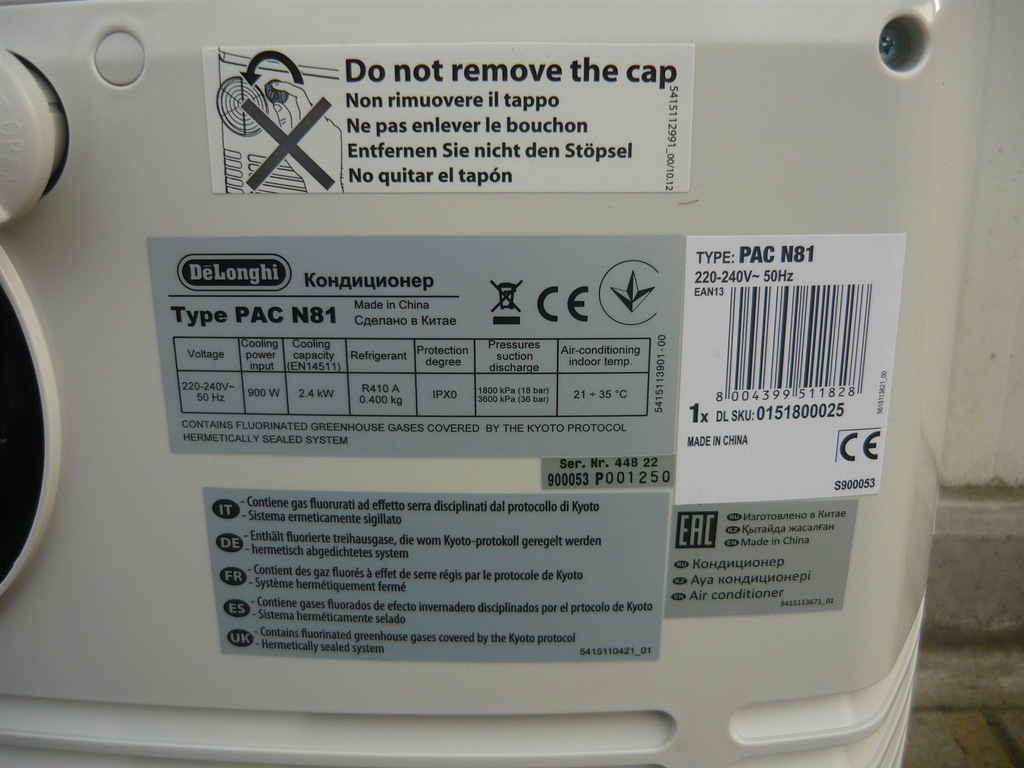 Do not remove the cap
Non rimuovere il tappo
Ne pas enlever le bouchon
Entfernen Sie nicht den Stöpsel
No quitar el tapón
5415112991_00/10.12
DeLonghi
Кондиционер
Type PAC N81
Made in China
Сделано в Китае
CE
Voltage
Cooling power input
Cooling capacity (EN14511)
Refrigerant
Protection degree
Pressures suction discharge
Air-conditioning indoor temp.
220-240V~ 50 Hz
900 W
2.4 kW
R410 A 0.400 kg
IPX0
1800 kPa (18 bar)
3600 kPa (36 bar)
21 ÷ 35 °C
5415113901-00
CONTAINS FLUORINATED GREENHOUSE GASES COVERED BY THE KYOTO PROTOCOL
HERMETICALLY SEALED SYSTEM
TYPE: PAC N81
220-240V~ 50Hz
EAN13
8 004399 511828
1x DL SKU: 0151800025
MADE IN CHINA
CE
S900053
Ser. Nr. 448 22
900053 P001250
IT - Contiene gas fluorurati ad effetto serra disciplinati dal protocollo di Kyoto
- Sistema ermeticamente sigillato
DE - Enthält fluorierte treihausgase, die worn Kyoto-protokoll geregelt werden
- hermetisch abgedichtetes system
FR - Contient des gaz fluorés à effet de serre régis par le protocole de Kyoto
- Système hermétiquement fermé
ES - Contiene gases fluorados de efecto invernadero disciplinados por el prtocolo de Kyoto
- Sistema herméticamente selado
UK - Contains fluorinated greenhouse gases covered by the Kyoto protocol
- Hermetically sealed system
5415110421_01
EAC
RU Изготовлено в Китае
KZ Қытайда жасалған
EN Made in China
RU Кондиционер
KZ Ауа кондиционері
EN Air conditioner
5415113671_01